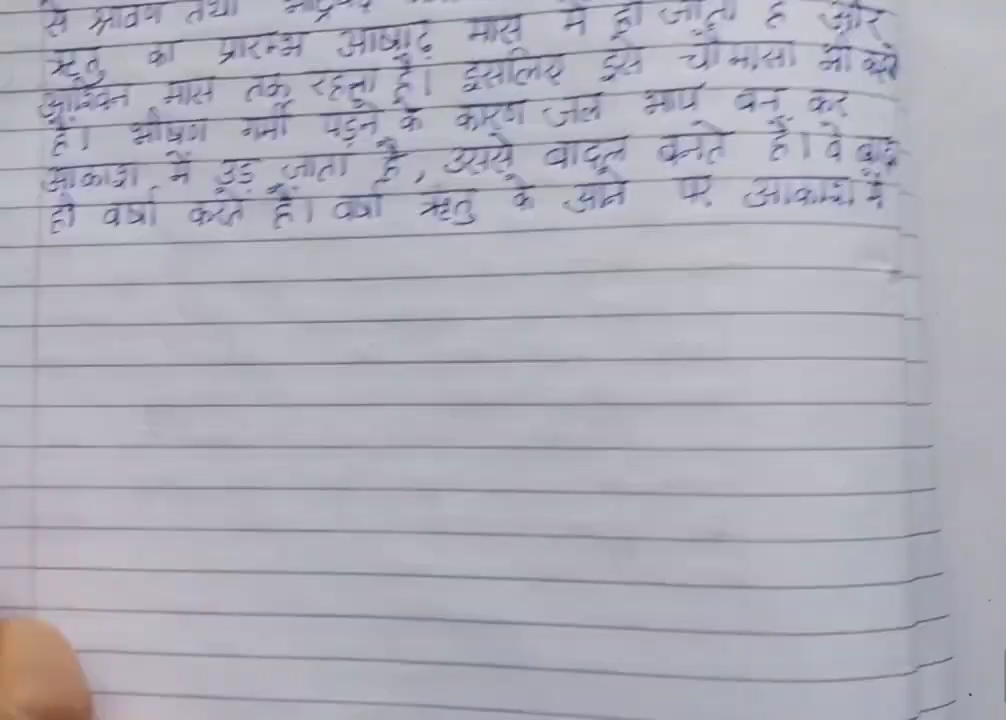 से श्रावण तथा
ऋतु का प्रारम्भ आषाढ़ मास में हो जाता है और
आश्विन मास तक रहता है। इसलिए इसे चौमासा भी कहते
हैं। भीषण गर्मी पड़ने के कारण जल भाप बन कर
आकाश में उड़ जाता है, उससे बादल बनते हैं। वे बादल
ही वर्षा करते हैं। वर्षा ऋतु के आने पर आकाश में